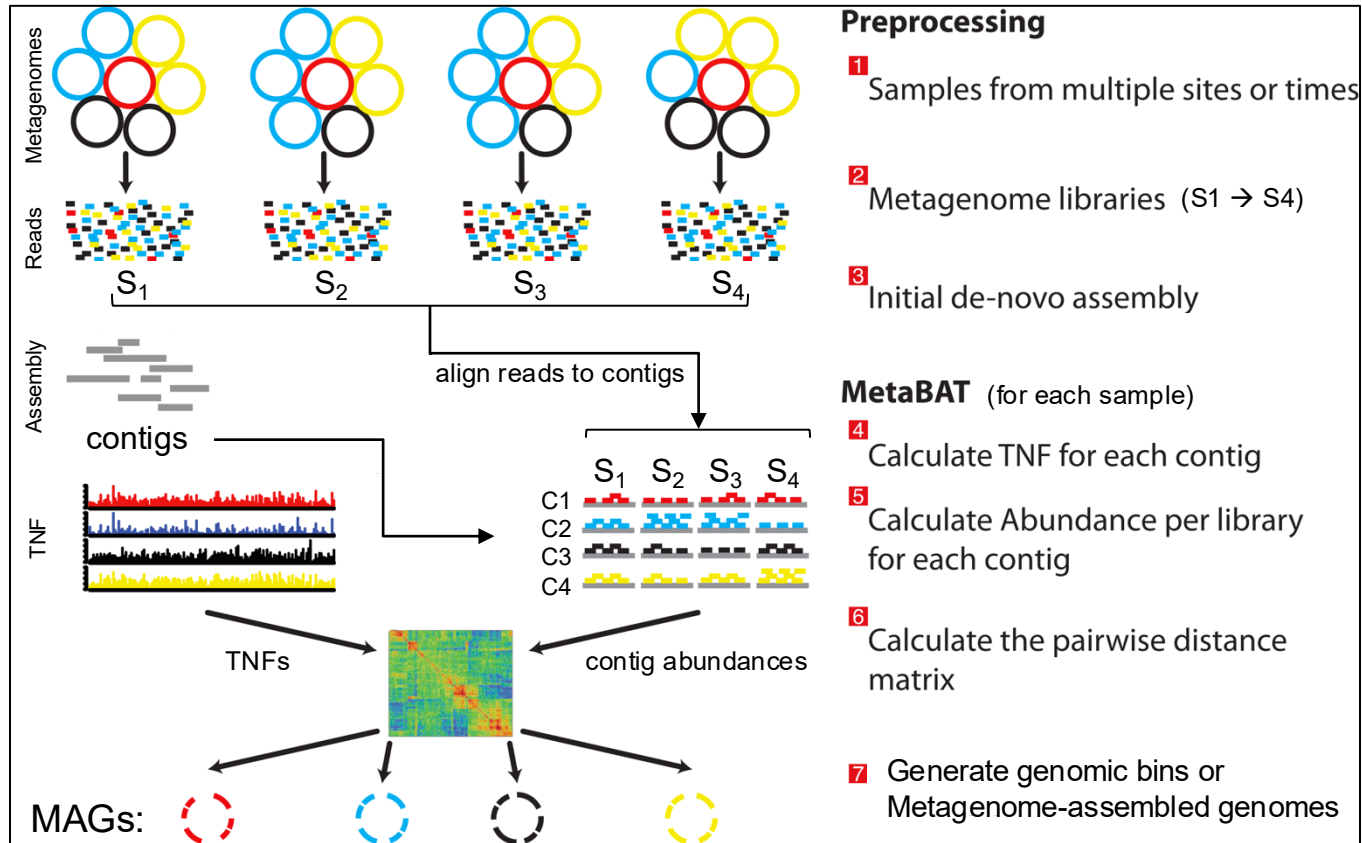 Metagenomes
Reads
S1
S2
S3
S4
Assembly
align reads to contigs
contigs
S1 S2 S3 S4
C1
C2
C3
C4
TNF
TNFs
contig abundances
MAGs:
Preprocessing
1 Samples from multiple sites or times
2 Metagenome libraries (S1 → S4)
3 Initial de-novo assembly
MetaBAT (for each sample)
4 Calculate TNF for each contig
5 Calculate Abundance per library
for each contig
6 Calculate the pairwise distance
matrix
7 Generate genomic bins or
Metagenome-assembled genomes